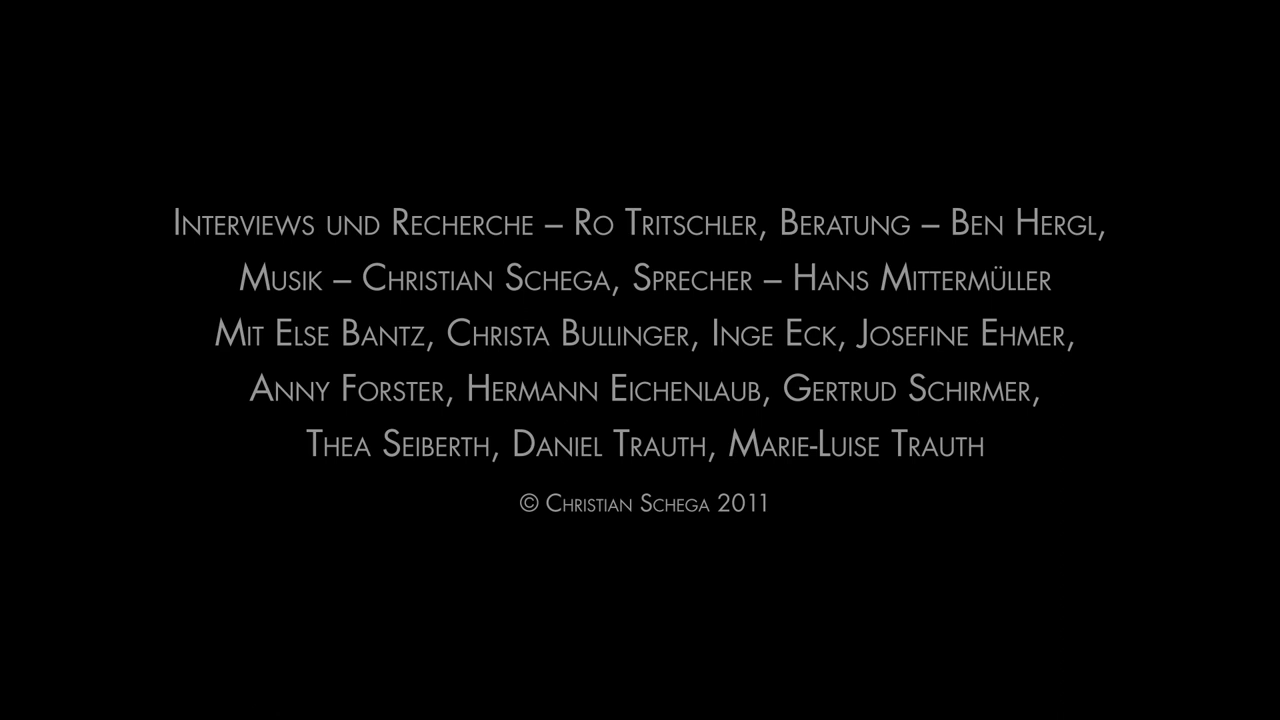 Interviews und Recherche – Ro Tritschler, Beratung – Ben Hergl,
Musik – Christian Schega, Sprecher – Hans Mittermüller
Mit Else Bantz, Christa Bullinger, Inge Eck, Josefine Ehmer,
Anny Forster, Hermann Eichenlaub, Gertrud Schirmer,
Thea Seiberth, Daniel Trauth, Marie-Luise Trauth
© Christian Schega 2011